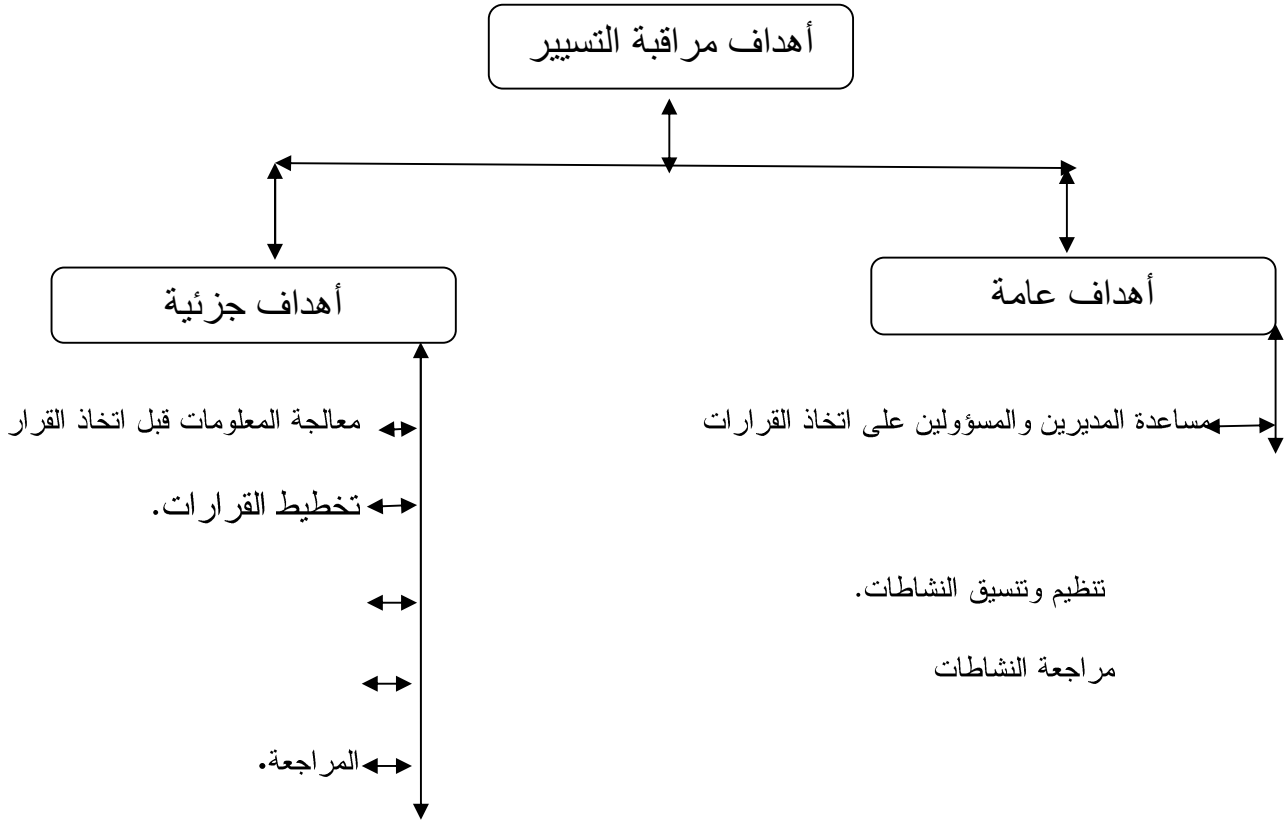 أهداف مراقبة التسيير
أهداف عامة
أهداف جزئية
مساعدة المديرين والمسؤولين على اتخاذ القرارات
معالجة المعلومات قبل اتخاذ القرار
تخطيط القرارات.
تنظيم وتنسيق النشاطات.
مراجعة النشاطات
المراجعة.